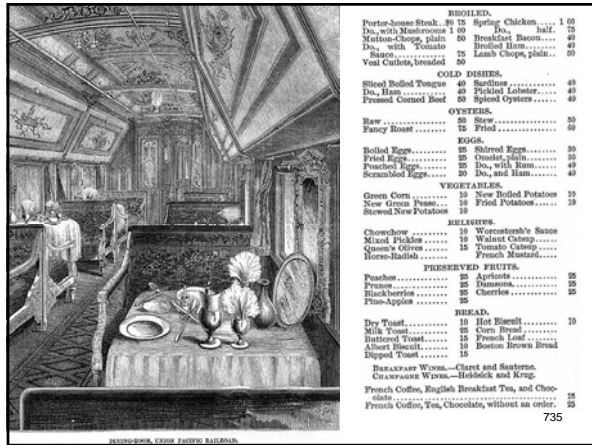 BROILED.
Porter-house Steak..$0 75 Spring Chicken..... 1 00
Do., with Mushrooms 1 00 Do., half. 75
Mutton-Chops, plain 50 Breakfast Bacon.... 40
Do., with Tomato Broiled Ham......... 40
Sauce............. 75 Lamb Chops, plain.. 50
Veal Cutlets, breaded 50
COLD DISHES.
Sliced Boiled Tongue 40 Sardines............ 40
Do., Ham........... 40 Pickled Lobster..... 40
Pressed Corned Beef 50 Spiced Oysters...... 40
OYSTERS.
Raw ............... 50 Stew................ 50
Fancy Roast ....... 75 Fried ............... 60
EGGS.
Boiled Eggs ........ 25 Shirred Eggs........ 30
Fried Eggs......... 25 Omelet, plain....... 30
Poached Eggs....... 25 Do., with Rum...... 40
Scrambled Eggs..... 30 Do., and Ham....... 40
VEGETABLES.
Green Corn ......... 10 New Boiled Potatoes 10
New Green Pease.... 10 Fried Potatoes...... 10
Stewed New Potatoes 10
RELISHES.
Chowchow .......... 10 Worcestersh'e Sauce
Mixed Pickles ...... 10 Walnut Catsup......
Queen's Olives...... 15 Tomato Catsup.....
Horse-Radish ....... French Mustard.....
PRESERVED FRUITS.
Peaches ............ 25 Apricots ............ 25
Prunes ............. 25 Damsons............ 25
Blackberries ........ 25 Cherries............ 25
Pine-Apples ........ 25
BREAD.
Dry Toast........... 10 Hot Biscuit ......... 10
Milk Toast.......... 25 Corn Bread .........
Buttered Toast...... 15 French Loaf ........
Albert Biscuit....... 10 Boston Brown Bread
Dipped Toast ....... 15
BREAKFAST WINES.—Claret and Sauterne.
CHAMPAGNE WINES.—Heidsick and Krug.
French Coffee, English Breakfast Tea, and Choc-
olate............................................ 15
French Coffee, Tea, Chocolate, without an order. 25
735
DINING-ROOM, UNION PACIFIC RAILROAD.